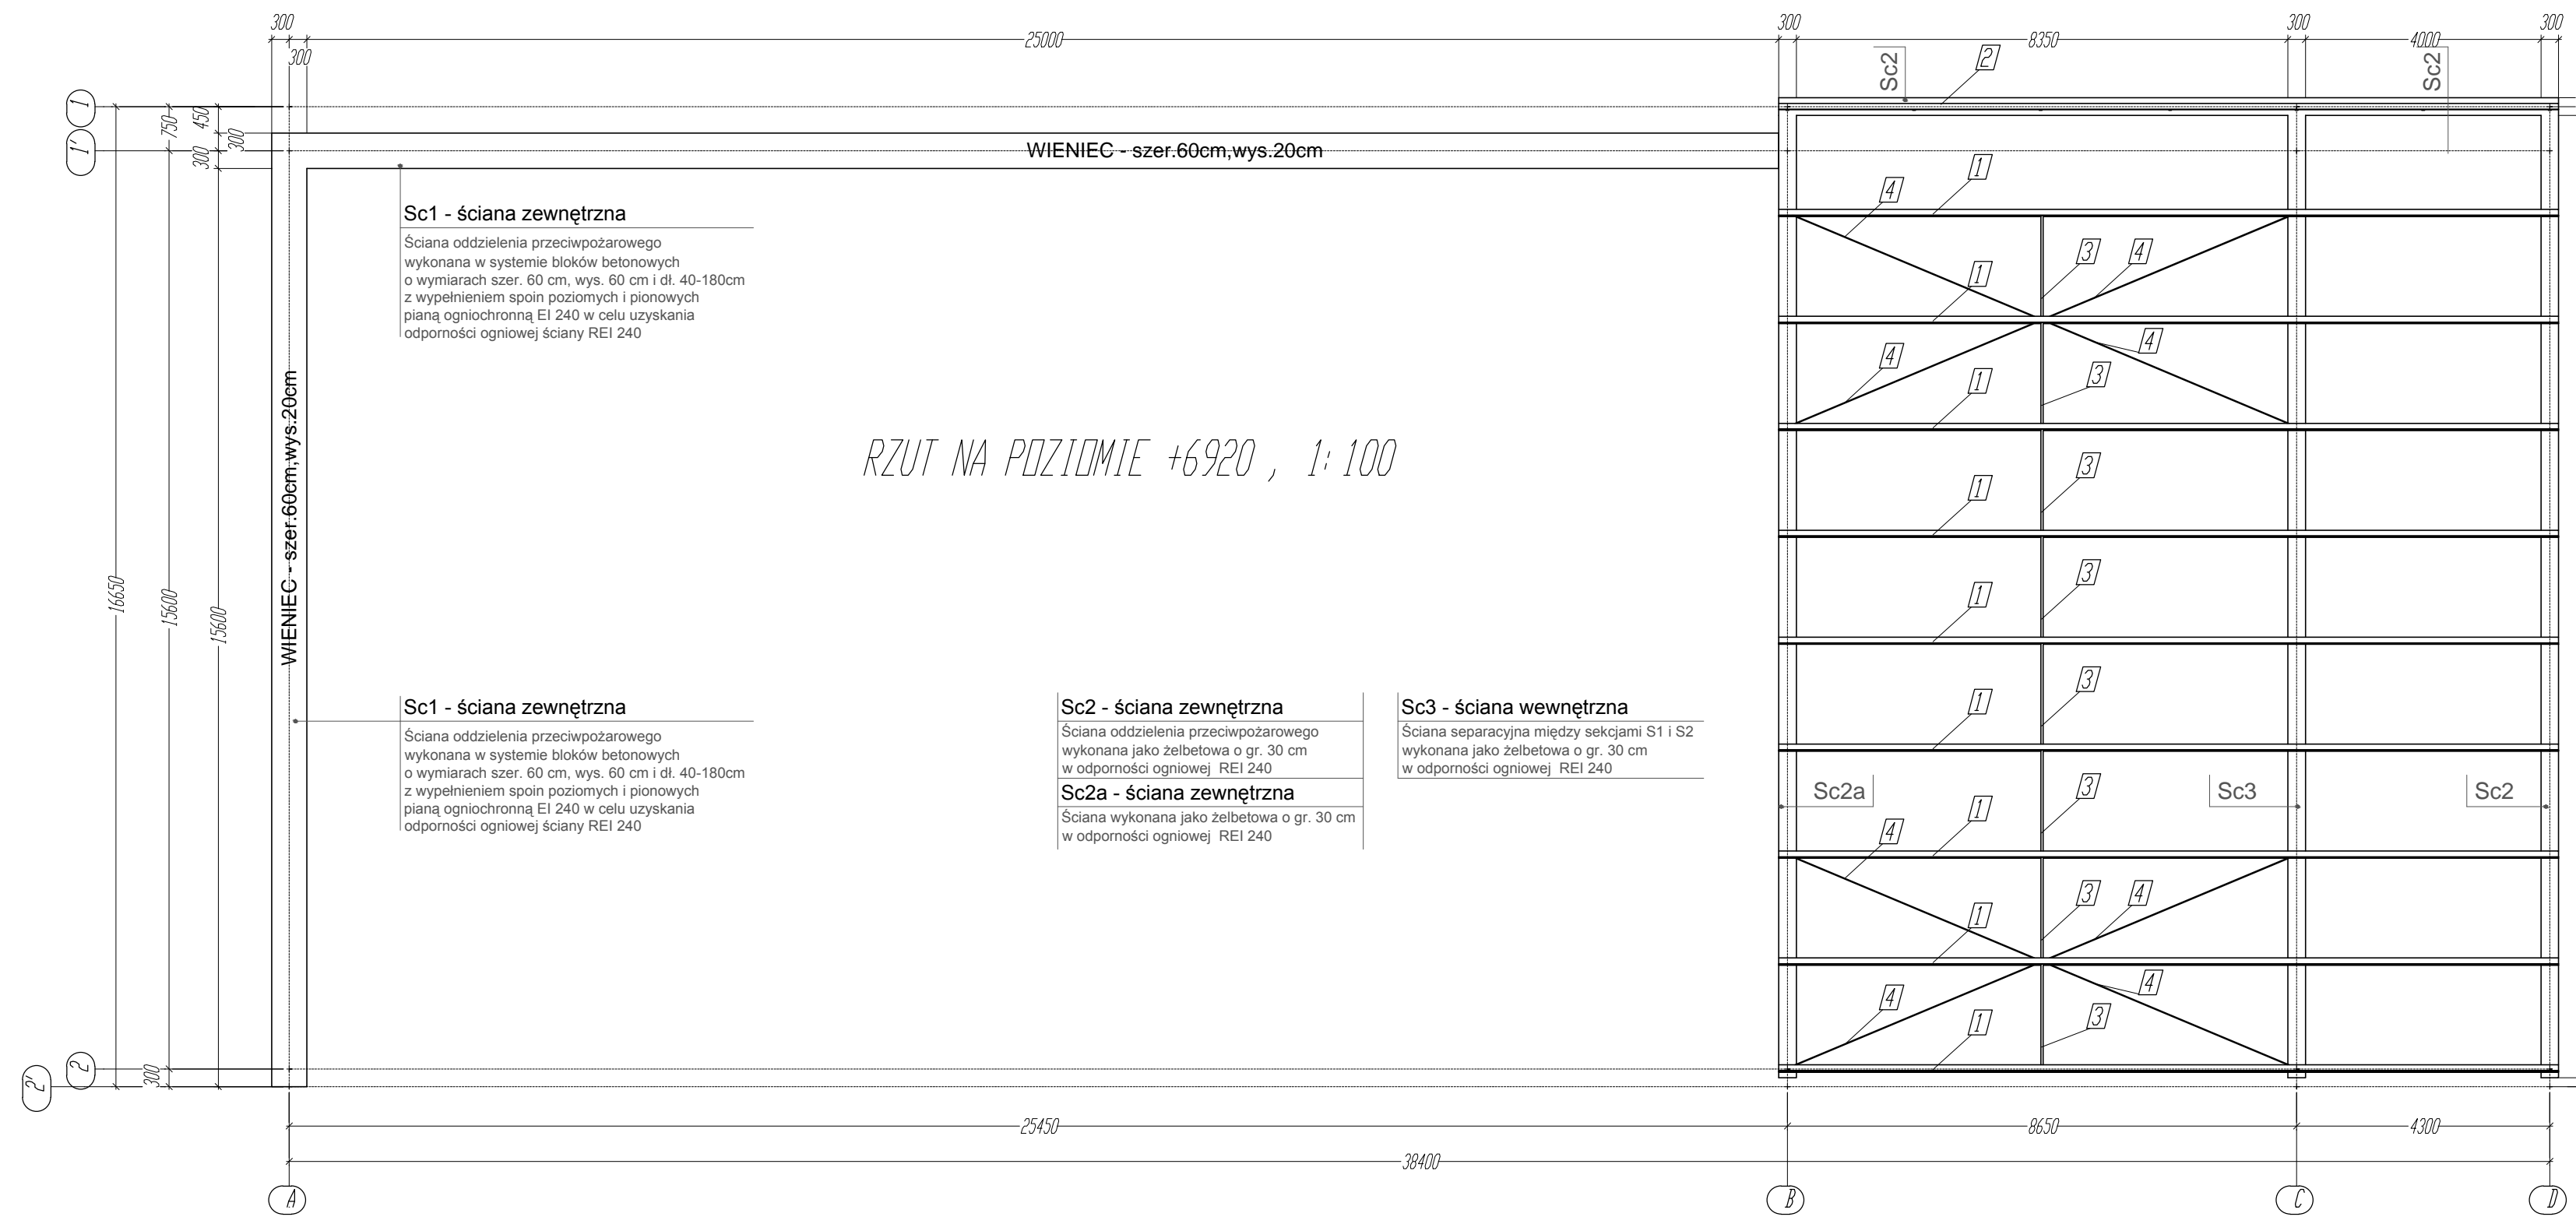 300
300
25000
300
8350
300
4000
300
Sc2
2
Sc2
1
1'
750
450
300
300
WIENIEC - szer.60cm,wys.20cm
1
4
Sc1 - ściana zewnętrzna
Ściana oddzielenia przeciwpożarowego
wykonana w systemie bloków betonowych
o wymiarach szer. 60 cm, wys. 60 cm i dł. 40-180cm
z wypełnieniem spoin poziomych i pionowych
pianą ogniochronną EI 240 w celu uzyskania
odporności ogniowej ściany REI 240
3
4
1
4
4
1
3
WIENIEC - szer.60cm,wys.20cm
RZUT NA POZIOMIE +6920 , 1:100
3
1
3
1
16650
15600
15600
3
1
Sc1 - ściana zewnętrzna
Ściana oddzielenia przeciwpożarowego
wykonana w systemie bloków betonowych
o wymiarach szer. 60 cm, wys. 60 cm i dł. 40-180cm
z wypełnieniem spoin poziomych i pionowych
pianą ogniochronną EI 240 w celu uzyskania
odporności ogniowej ściany REI 240
Sc2 - ściana zewnętrzna
Ściana oddzielenia przeciwpożarowego
wykonana jako żelbetowa o gr. 30 cm
w odporności ogniowej REI 240
Sc2a - ściana zewnętrzna
Ściana wykonana jako żelbetowa o gr. 30 cm
w odporności ogniowej REI 240
Sc3 - ściana wewnętrzna
Ściana separacyjna między sekcjami S1 i S2
wykonana jako żelbetowa o gr. 30 cm
w odporności ogniowej REI 240
Sc2a
3
Sc3
Sc2
1
4
3
4
1
4
4
3
1
2
2'
300
25450
8650
4300
38400
A
B
C
D